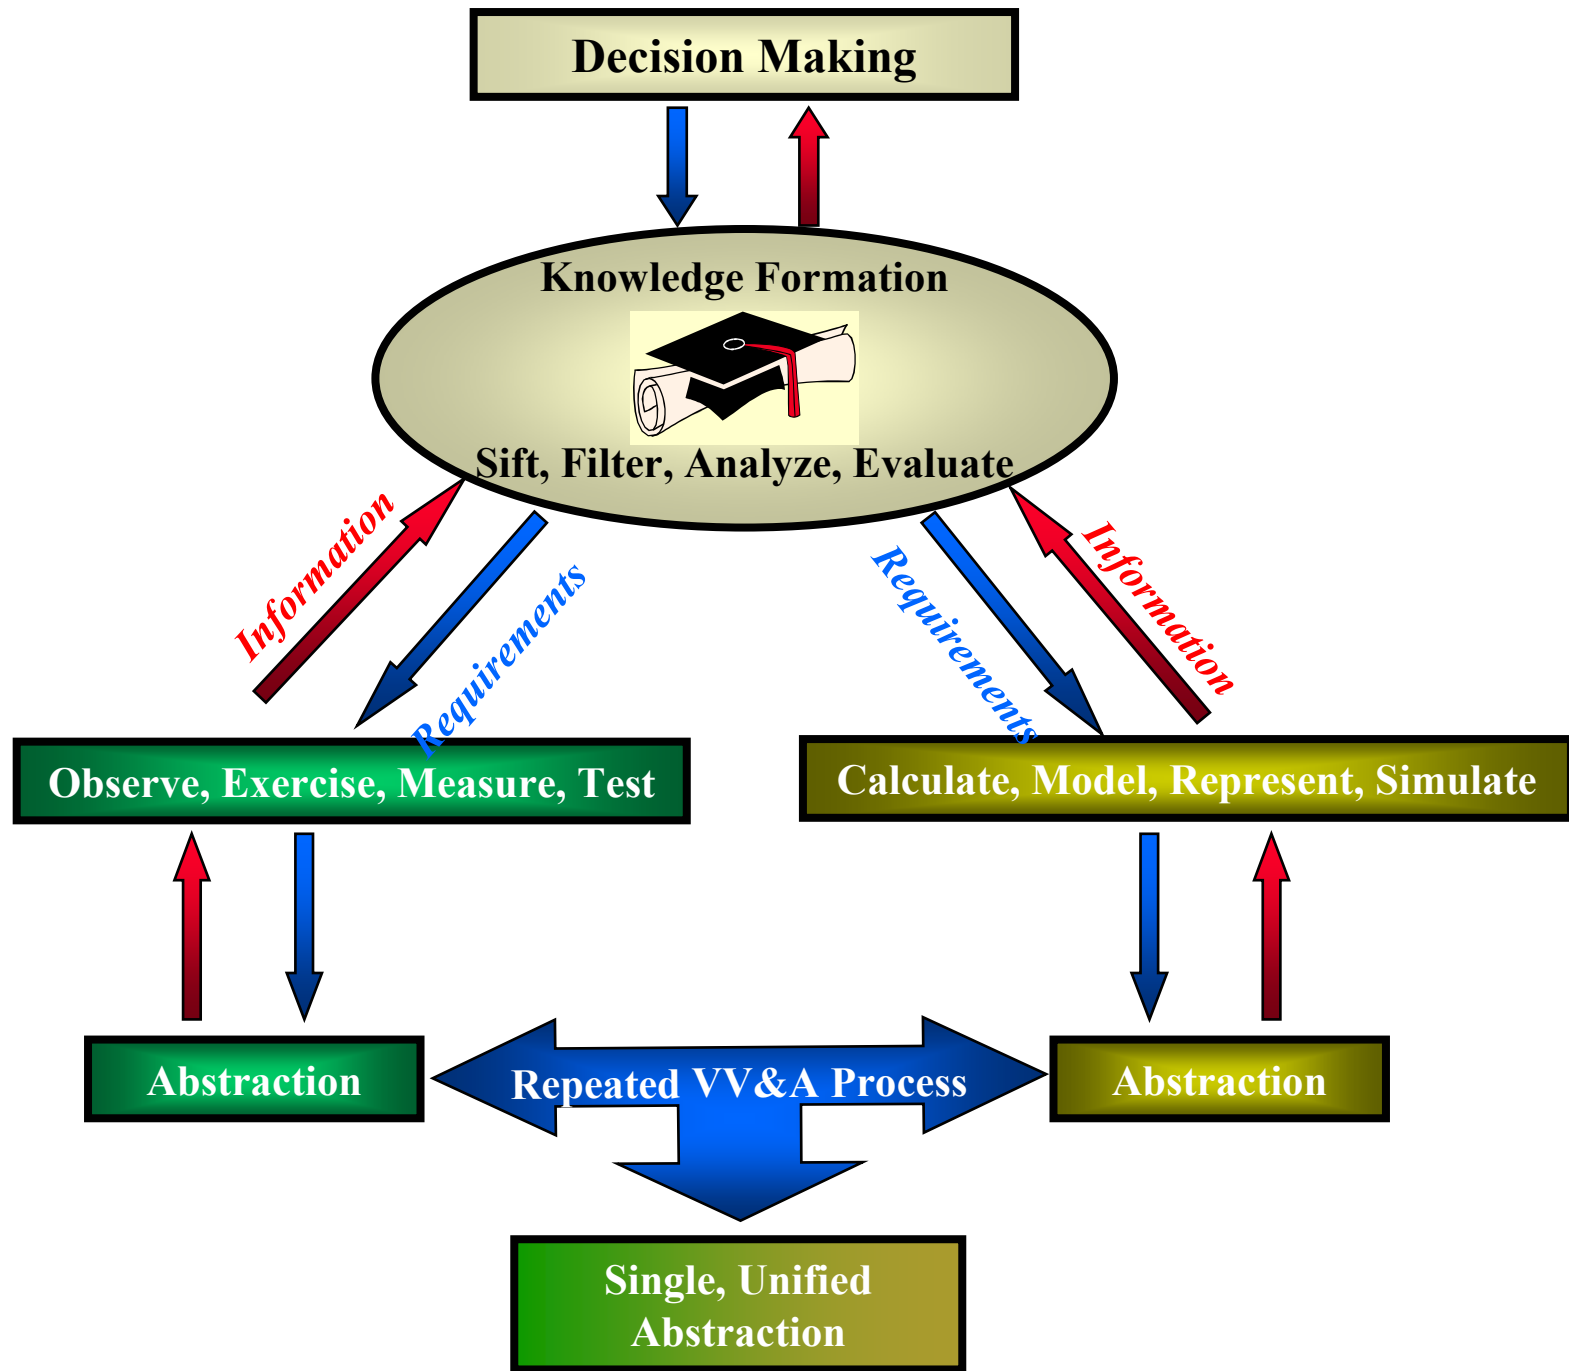 Decision Making
Knowledge Formation
Sift, Filter, Analyze, Evaluate
Information
Requirements
Requirements
Information
Observe, Exercise, Measure, Test
Calculate, Model, Represent, Simulate
Abstraction
Repeated VV&A Process
Abstraction
Single, Unified
Abstraction